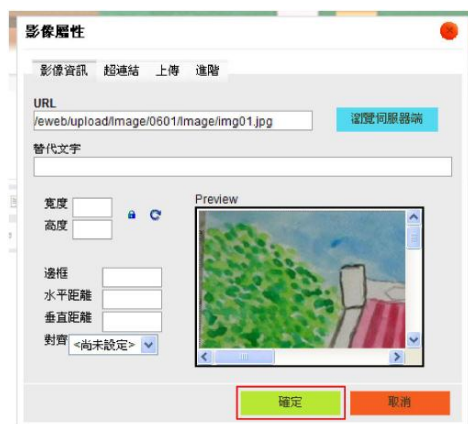 影像屬性
影像資訊 超連結 上傳 進階
URL
/eweb/upload/Image/0601/Image/img01.jpg 瀏覽伺服器端
替代文字
寬度
高度
Preview
邊框
水平距離
垂直距離
對齊 <尚未設定>
確定 取消